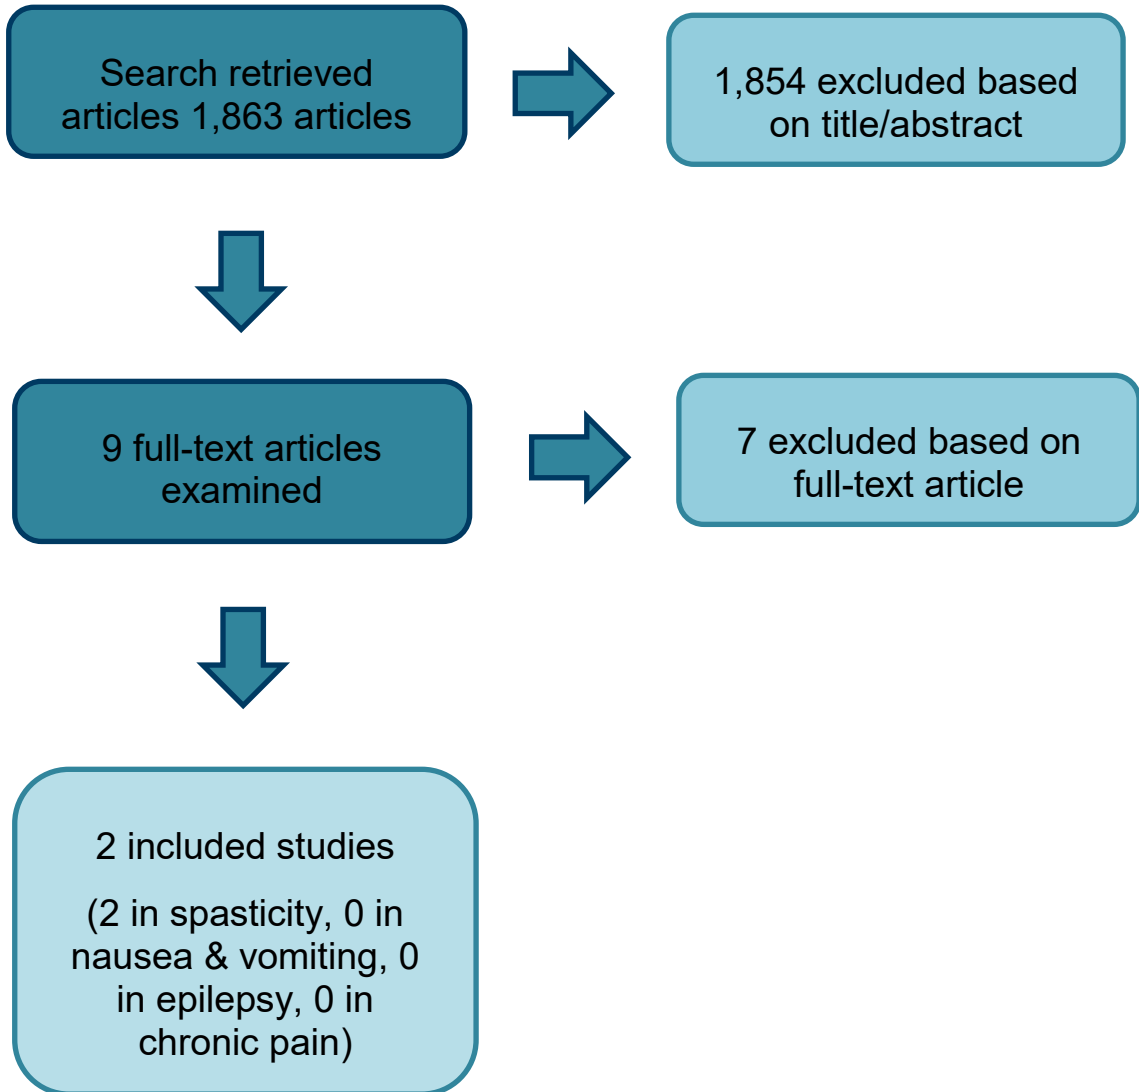 Search retrieved
articles 1,863 articles
1,854 excluded based
on title/abstract
9 full-text articles
examined
7 excluded based on
full-text article
2 included studies
(2 in spasticity, 0 in
nausea & vomiting, 0
in epilepsy, 0 in
chronic pain)